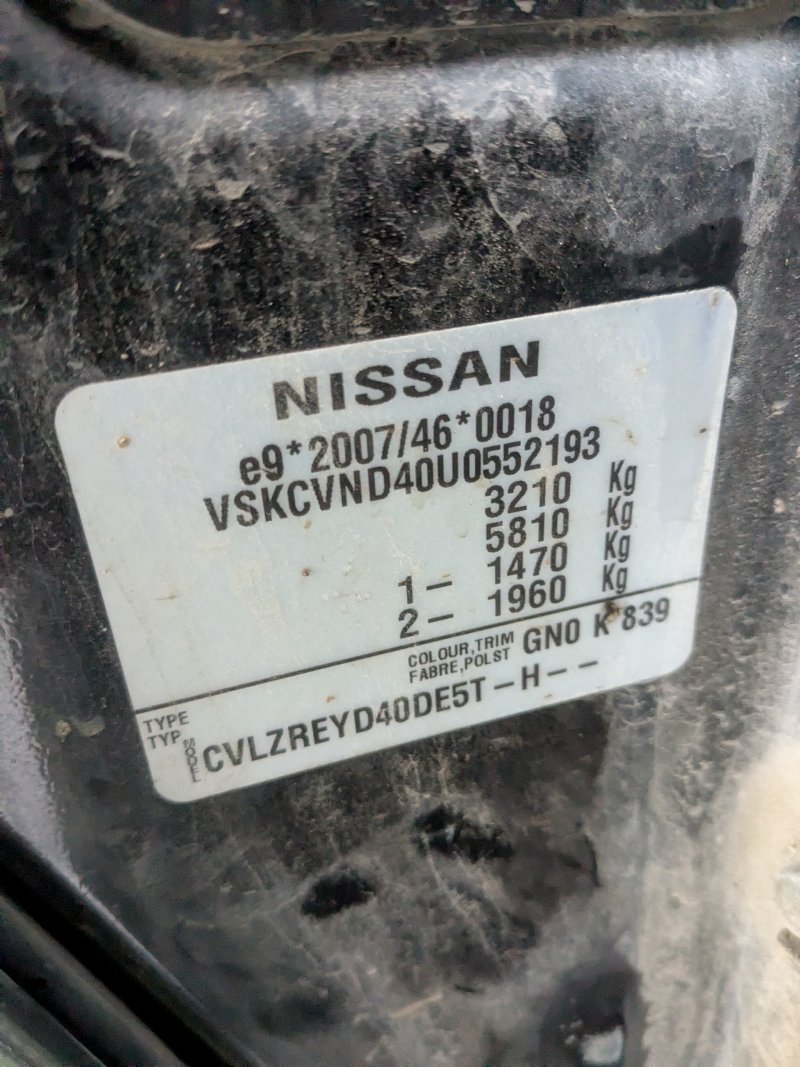 NISSAN
e9*2007/46*0018
VSKCVND40U0552193
3210 Kg
5810 Kg
1- 1470 Kg
2- 1960 Kg
COLOUR,TRIM
FABRE,POLST
GN0 K 839
TYPE
TYP
MODEL
CVLZREYD40DE5T-H--